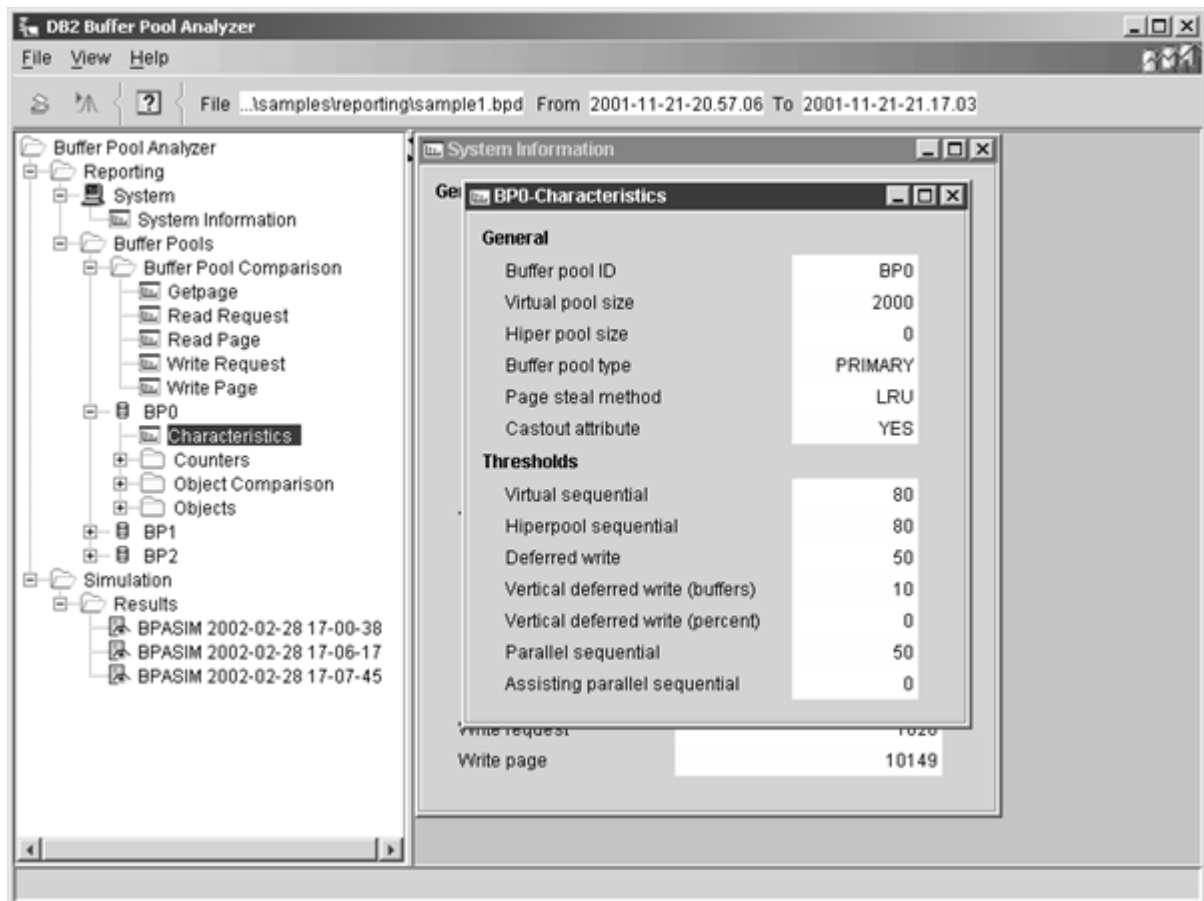 DB2 Buffer Pool Analyzer
File View Help
File ...\samples\reporting\sample1.bpd From 2001-11-21-20.57.06 To 2001-11-21-21.17.03
Buffer Pool Analyzer
Reporting
System
System Information
Buffer Pools
Buffer Pool Comparison
Getpage
Read Request
Read Page
Write Request
Write Page
BP0
Characteristics
Counters
Object Comparison
Objects
BP1
BP2
Simulation
Results
BPASIM 2002-02-28 17-00-38
BPASIM 2002-02-28 17-06-17
BPASIM 2002-02-28 17-07-45
System Information
BP0-Characteristics
General
Buffer pool ID BP0
Virtual pool size 2000
Hiper pool size 0
Buffer pool type PRIMARY
Page steal method LRU
Castout attribute YES
Thresholds
Virtual sequential 80
Hiperpool sequential 80
Deferred write 50
Vertical deferred write (buffers) 10
Vertical deferred write (percent) 0
Parallel sequential 50
Assisting parallel sequential 0
Write request
Write page 10149